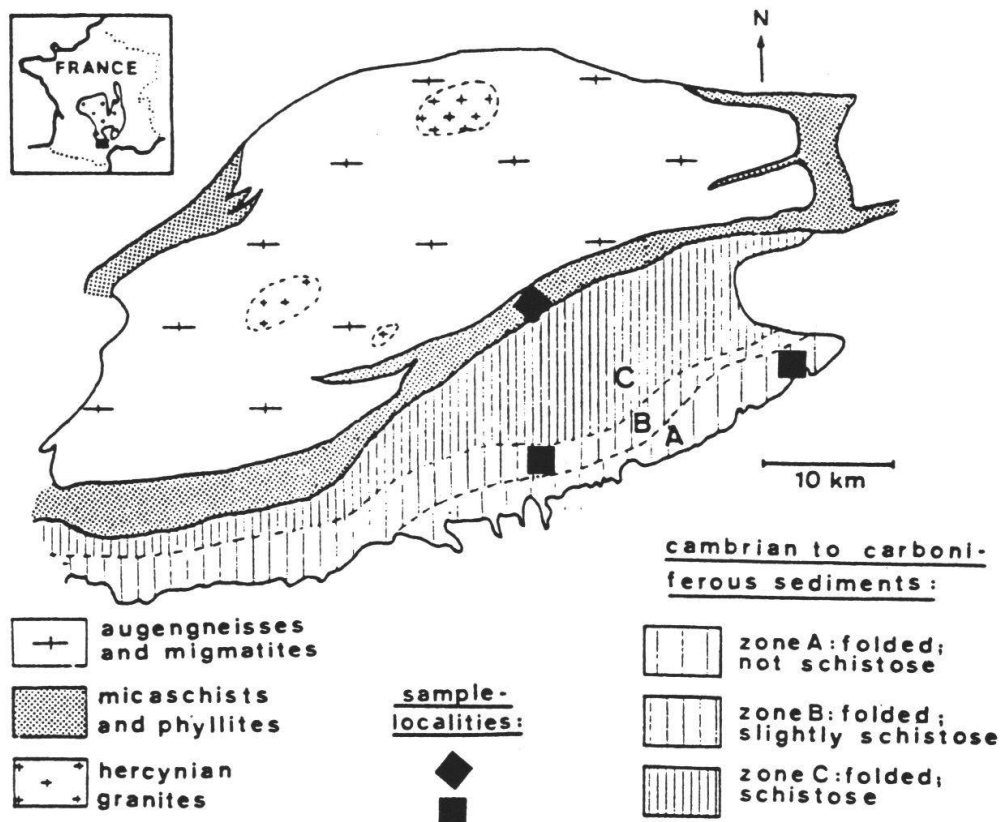 FRANCE
N
C
B
A
10 km
augengneisses
and migmatites
micaschists
and phyllites
hercynian
granites
sample-
localities:
cambrian to carboni-
ferous sediments:
zone A: folded;
not schistose
zone B: folded;
slightly schistose
zone C: folded;
schistose